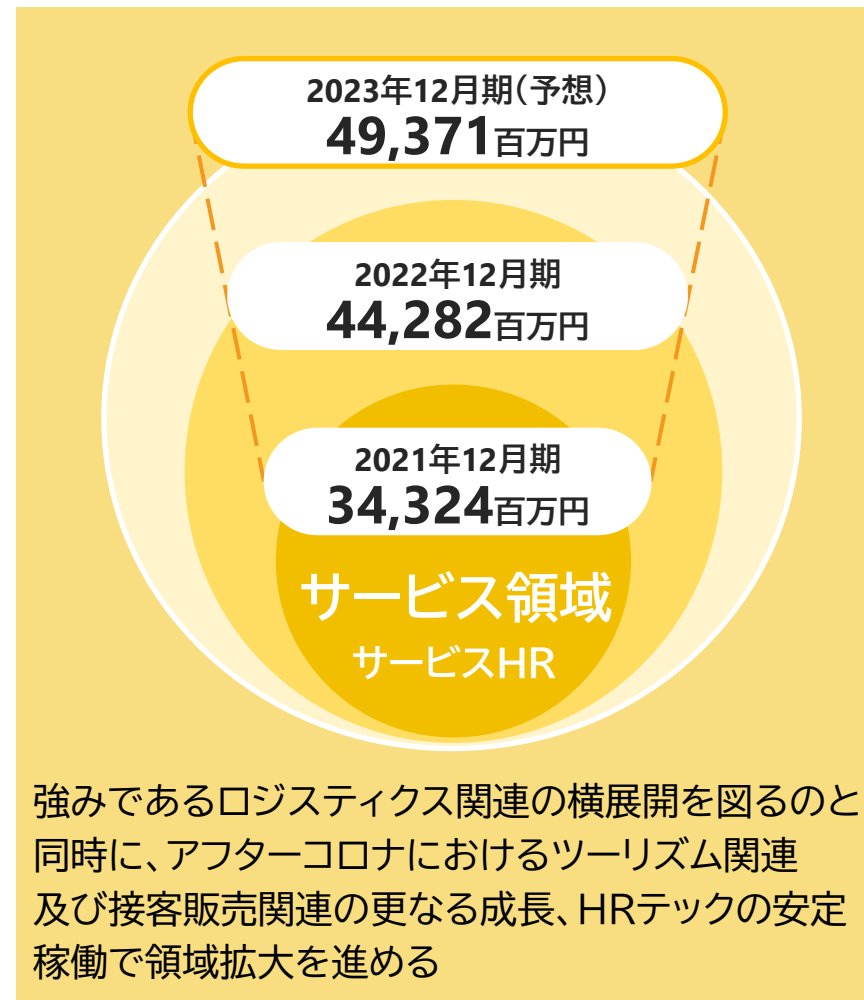 2023年12月期(予想)
49,371百万円
2022年12月期
44,282百万円
2021年12月期
34,324百万円
サービス領域
サービスHR
強みであるロジスティクス関連の横展開を図るのと
同時に、アフターコロナにおけるツーリズム関連
及び接客販売関連の更なる成長、HRテックの安定
稼働で領域拡大を進める